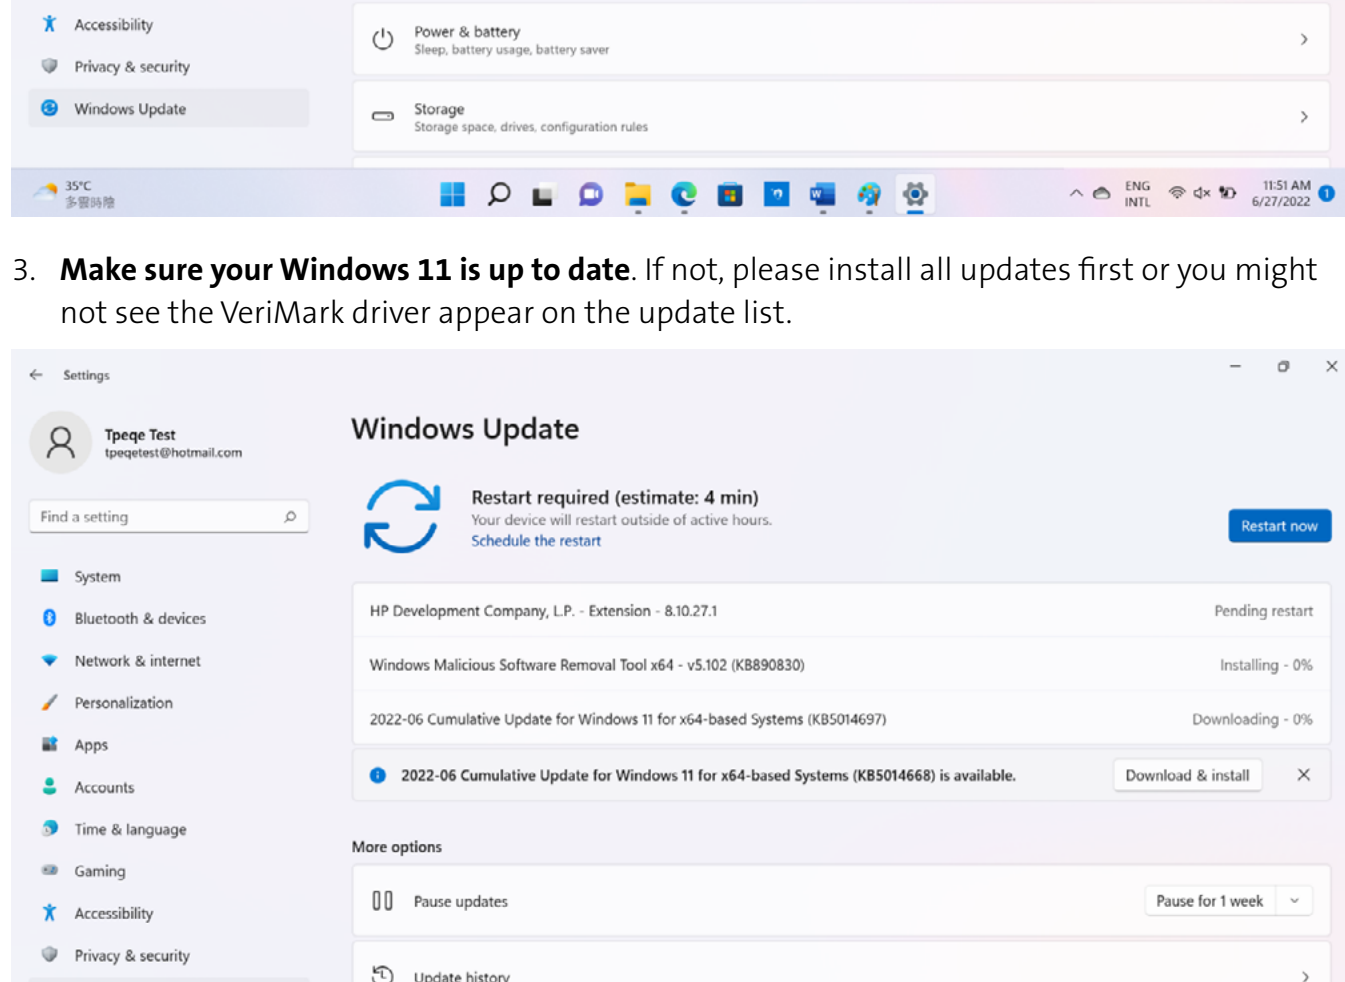 Accessibility
Power & battery
Sleep, battery usage, battery saver
Privacy & security
Windows Update
Storage
Storage space, drives, configuration rules
35°C
多雲時陰
ENG
INTL
11:51 AM
6/27/2022
1
3. Make sure your Windows 11 is up to date. If not, please install all updates first or you might
not see the VeriMark driver appear on the update list.
Settings
Tpeqe Test
tpeqetest@hotmail.com
Find a setting
System
Bluetooth & devices
Network & internet
Personalization
Apps
Accounts
Time & language
Gaming
Accessibility
Privacy & security
Windows Update
Restart required (estimate: 4 min)
Your device will restart outside of active hours.
Schedule the restart
Restart now
HP Development Company, L.P. - Extension - 8.10.27.1
Pending restart
Windows Malicious Software Removal Tool x64 - v5.102 (KB890830)
Installing - 0%
2022-06 Cumulative Update for Windows 11 for x64-based Systems (KB5014697)
Downloading - 0%
2022-06 Cumulative Update for Windows 11 for x64-based Systems (KB5014668) is available.
Download & install
More options
Pause updates
Pause for 1 week
Update history